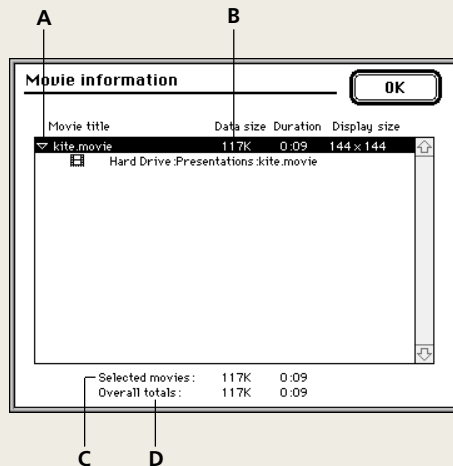 A B
Movie information
OK
Movie title Data size Duration Display size
kite.movie 117K 0:09 144 x 144
Hard Drive:Presentations:kite.movie
Selected movies: 117K 0:09
Overall totals: 117K 0:09
C D